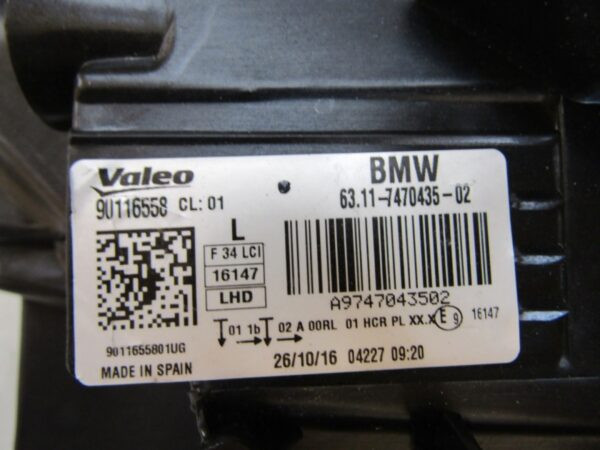 Valeo
BMW
90116558 CL: 01
63.11-7470435-02
L
F 34 LCI
16147
LHD
A9747043502
01 1b 02 A 00RL 01 HCR PL XX.X E 9 16147
9011655801UG
MADE IN SPAIN
26/10/16 04227 09:20